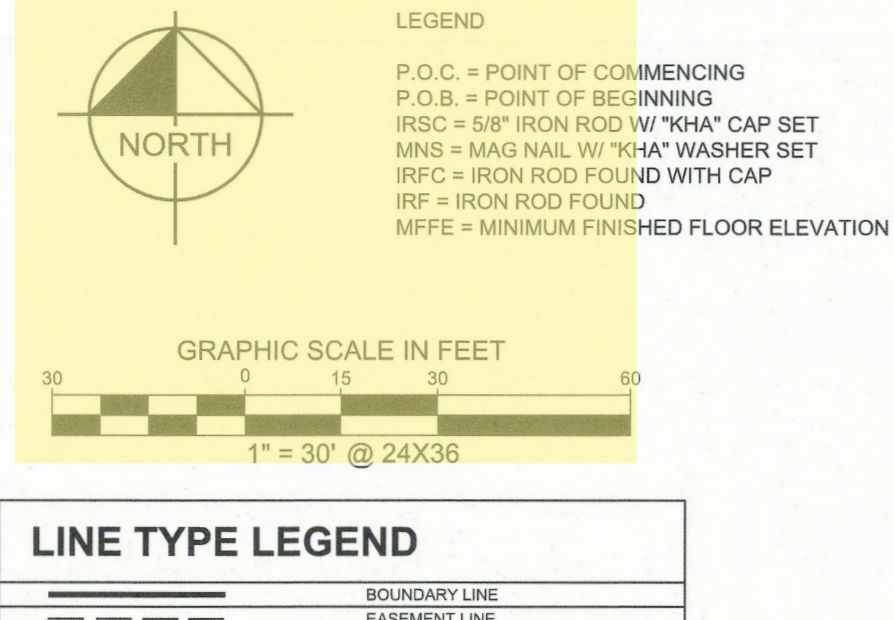 NORTH
LEGEND
P.O.C. = POINT OF COMMENCING
P.O.B. = POINT OF BEGINNING
IRSC = 5/8" IRON ROD W/ "KHA" CAP SET
MNS = MAG NAIL W/ "KHA" WASHER SET
IRFC = IRON ROD FOUND WITH CAP
IRF = IRON ROD FOUND
MFFE = MINIMUM FINISHED FLOOR ELEVATION
GRAPHIC SCALE IN FEET
30 0 15 30 60
1" = 30' @ 24X36
LINE TYPE LEGEND
BOUNDARY LINE
EASEMENT LINE